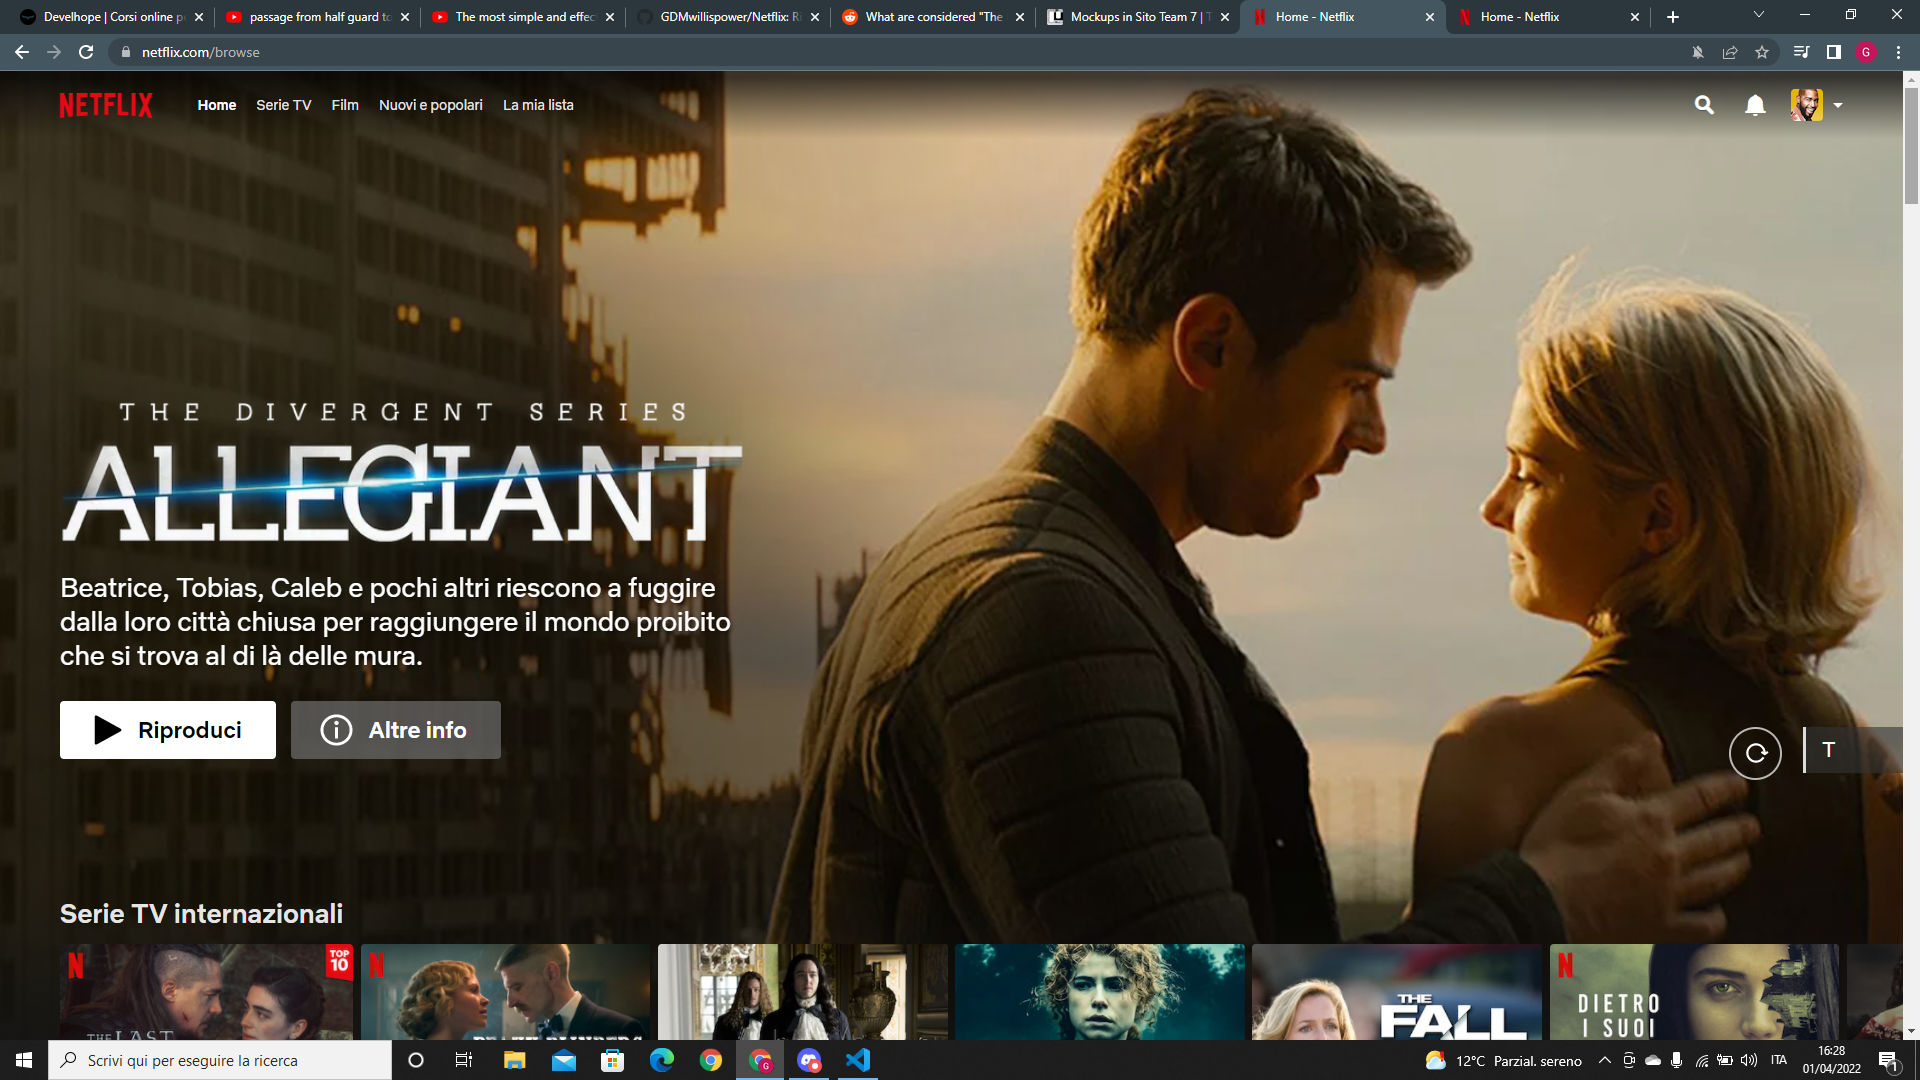 Develhope | Corsi online p
passage from half guard to
The most simple and effec
GDMwillispower/Netflix: Ri
What are considered "The
Mockups in Sito Team 7 | T
Home - Netflix
Home - Netflix
netflix.com/browse
G
NETFLIX
Home
Serie TV
Film
Nuovi e popolari
La mia lista
THE DIVERGENT SERIES
ALLEGIANT
Beatrice, Tobias, Caleb e pochi altri riescono a fuggire
dalla loro città chiusa per raggiungere il mondo proibito
che si trova al di là delle mura.
Riproduci
Altre info
T
Serie TV internazionali
N
TOP
10
THE LAST
N
PEAKY BLINDERS
THE
FALL
N
DIETRO
I SUOI
Scrivi qui per eseguire la ricerca
G
12°C Parzial. sereno
ITA
16:28
01/04/2022
1